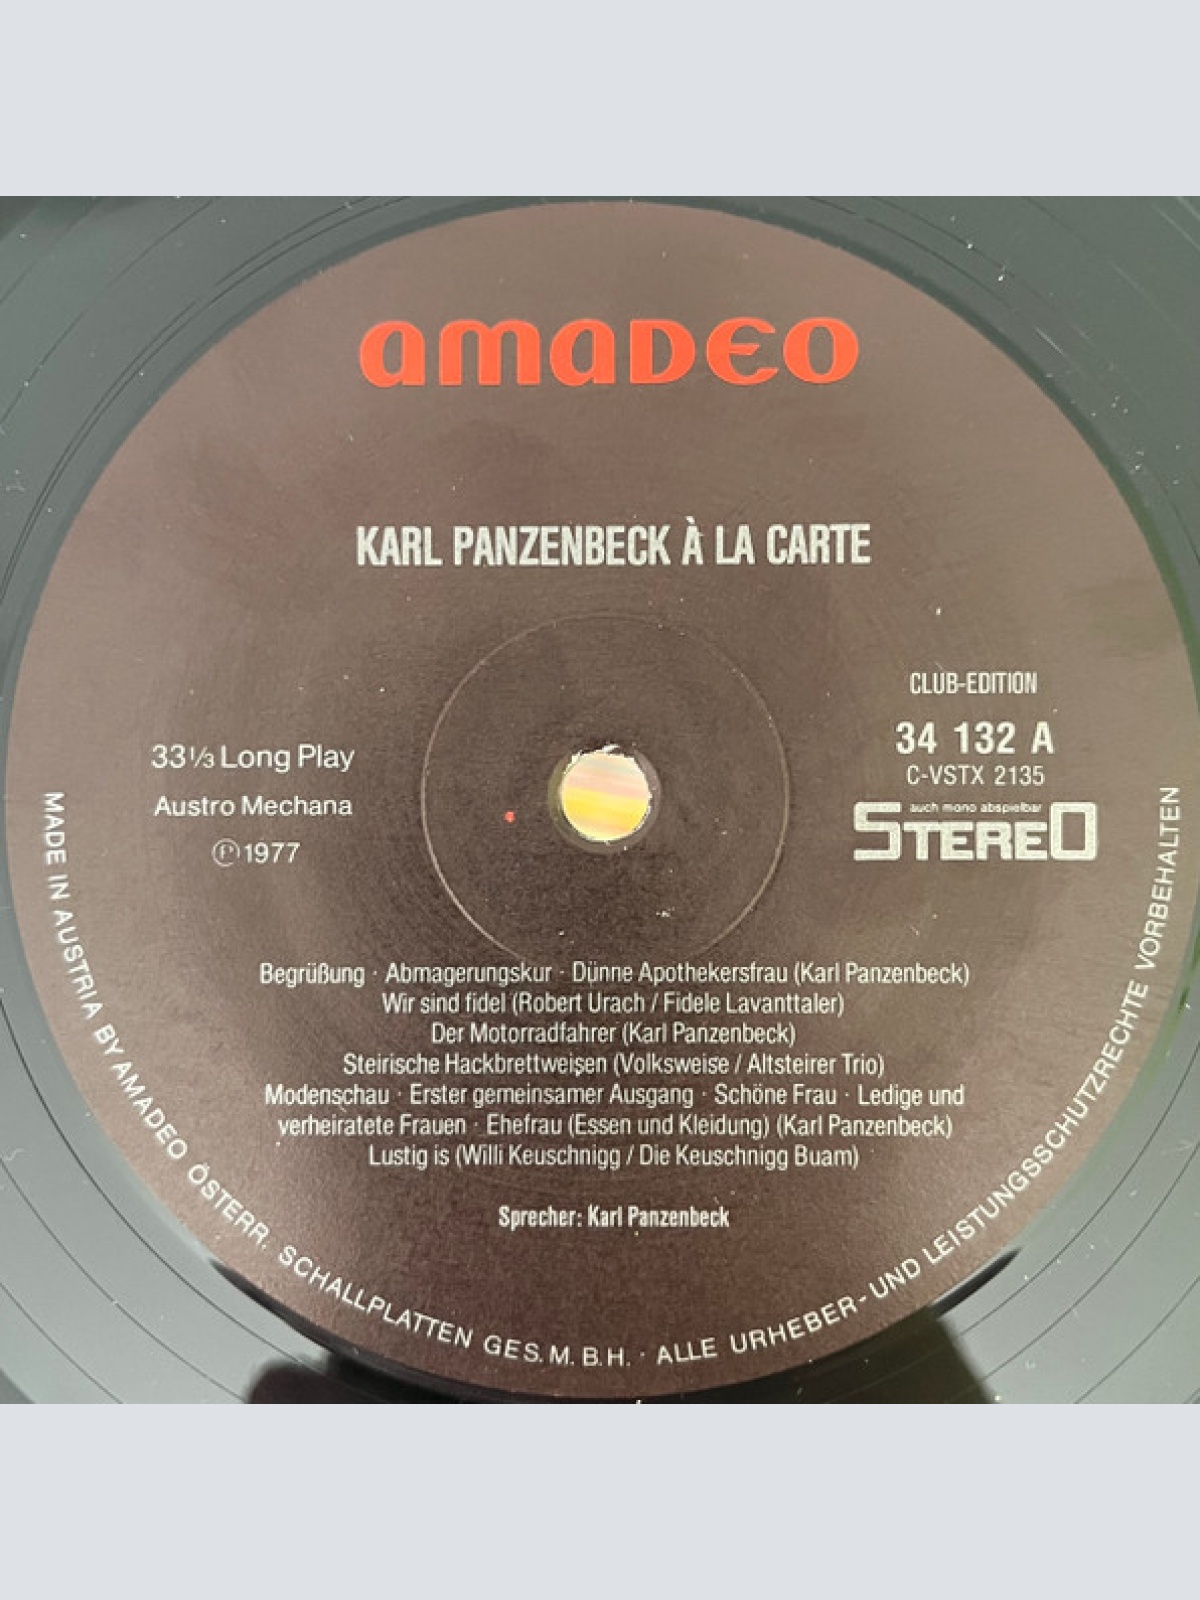 amadeo
KARL PANZENBECK À LA CARTE
CLUB-EDITION
34 132 A
C-VSTX 2135
auch mono abspielbar
STEREO
33⅓ Long Play
Austro Mechana
Ⓟ 1977
Begrüßung · Abmagerungskur · Dünne Apothekersfrau (Karl Panzenbeck)
Wir sind fidel (Robert Urach / Fidele Lavanttaler)
Der Motorradfahrer (Karl Panzenbeck)
Steirische Hackbrettweisen (Volksweise / Altsteirer Trio)
Modenschau · Erster gemeinsamer Ausgang · Schöne Frau · Ledige und
verheiratete Frauen · Ehefrau (Essen und Kleidung) (Karl Panzenbeck)
Lustig is (Willi Keuschnigg / Die Keuschnigg Buam)
Sprecher: Karl Panzenbeck
MADE IN AUSTRIA BY AMADEO ÖSTERR. SCHALLPLATTEN GES. M. B. H. · ALLE URHEBER- UND LEISTUNGSSCHUTZRECHTE VORBEHALTEN